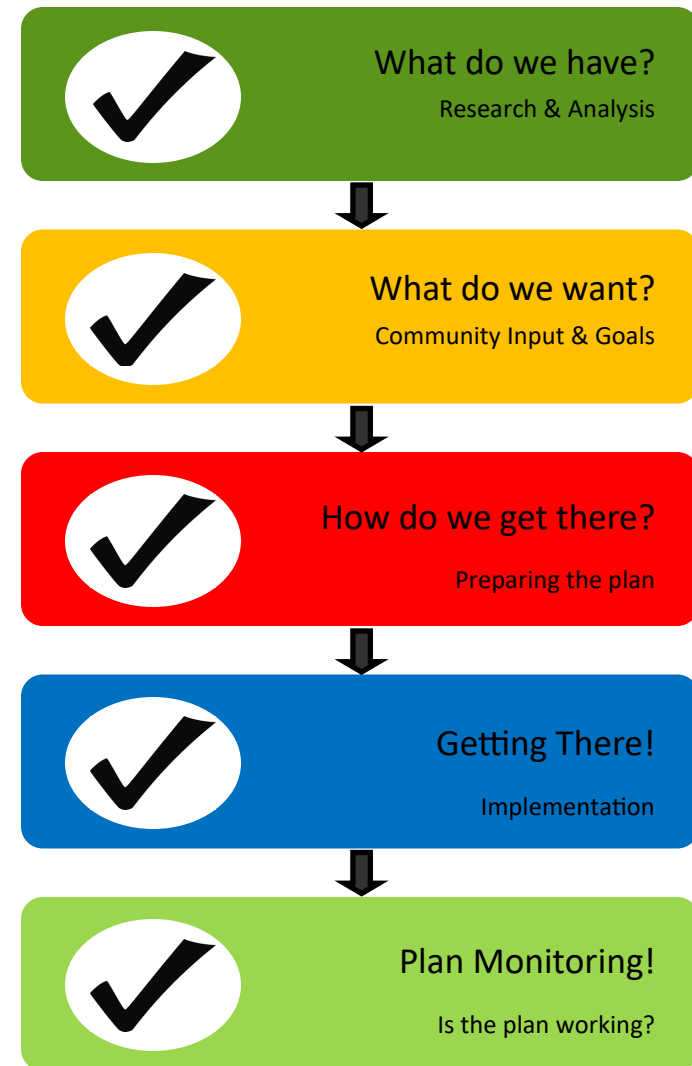 What do we have?
Research & Analysis
What do we want?
Community Input & Goals
How do we get there?
Preparing the plan
Getting There!
Implementation
Plan Monitoring!
Is the plan working?